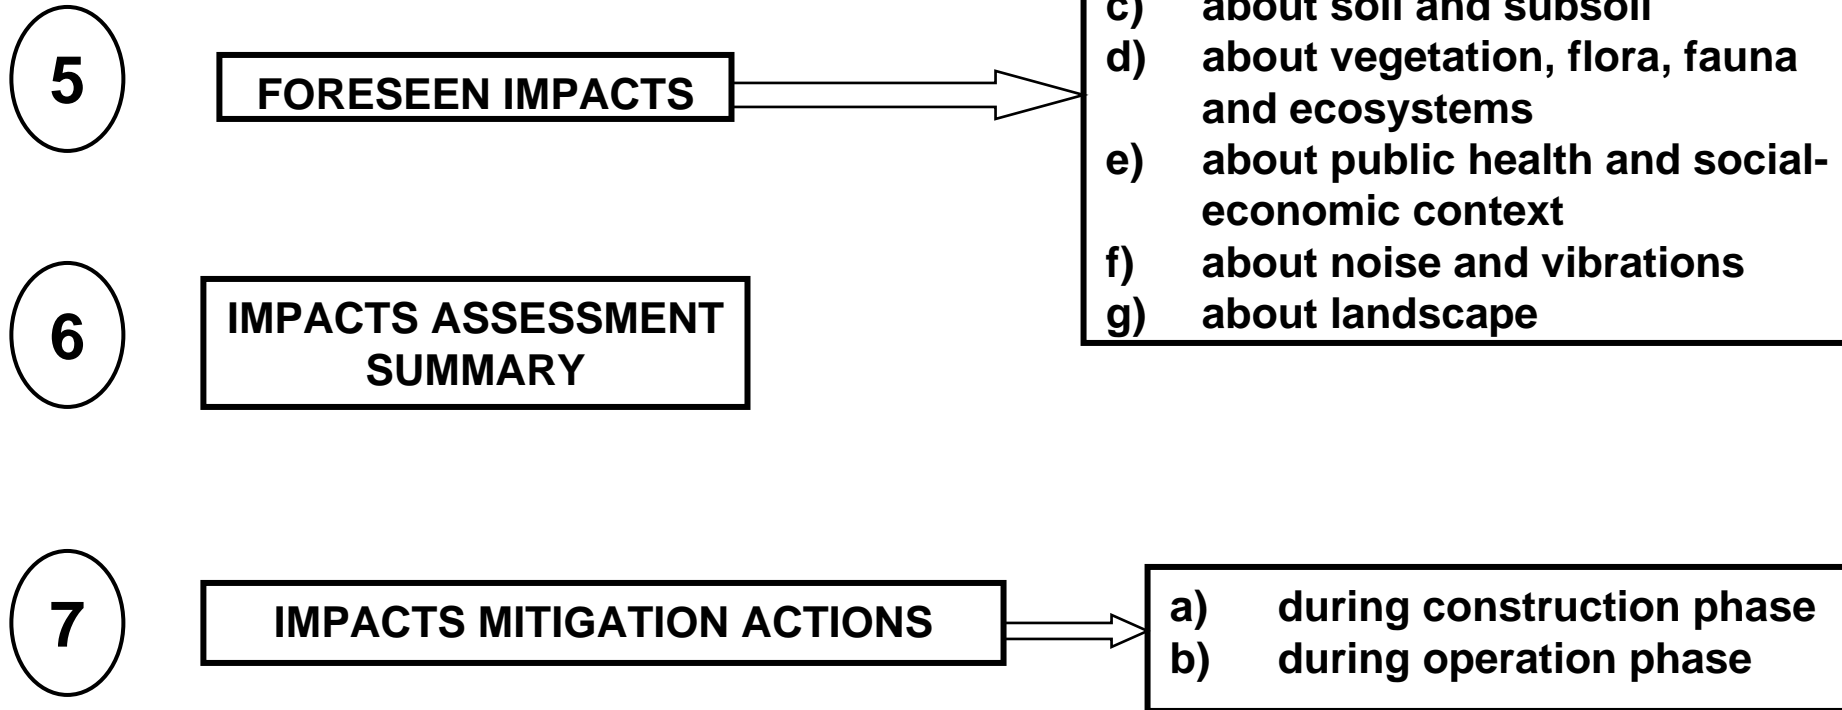 c) about soil and subsoil
5
FORESEEN IMPACTS
d) about vegetation, flora, fauna
and ecosystems
e) about public health and social-
economic context
f) about noise and vibrations
g) about landscape
6
IMPACTS ASSESSMENT
SUMMARY
7
IMPACTS MITIGATION ACTIONS
a) during construction phase
b) during operation phase